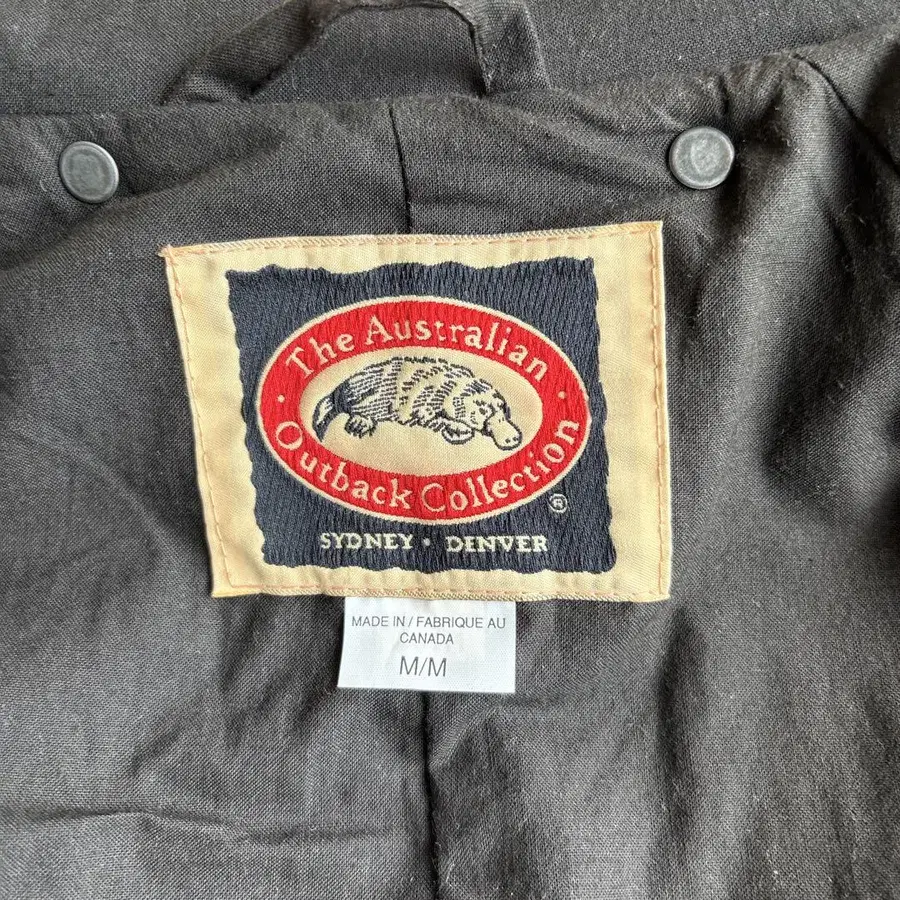 The Australian
Outback Collection
®
SYDNEY · DENVER
MADE IN / FABRIQUE AU
CANADA
M/M